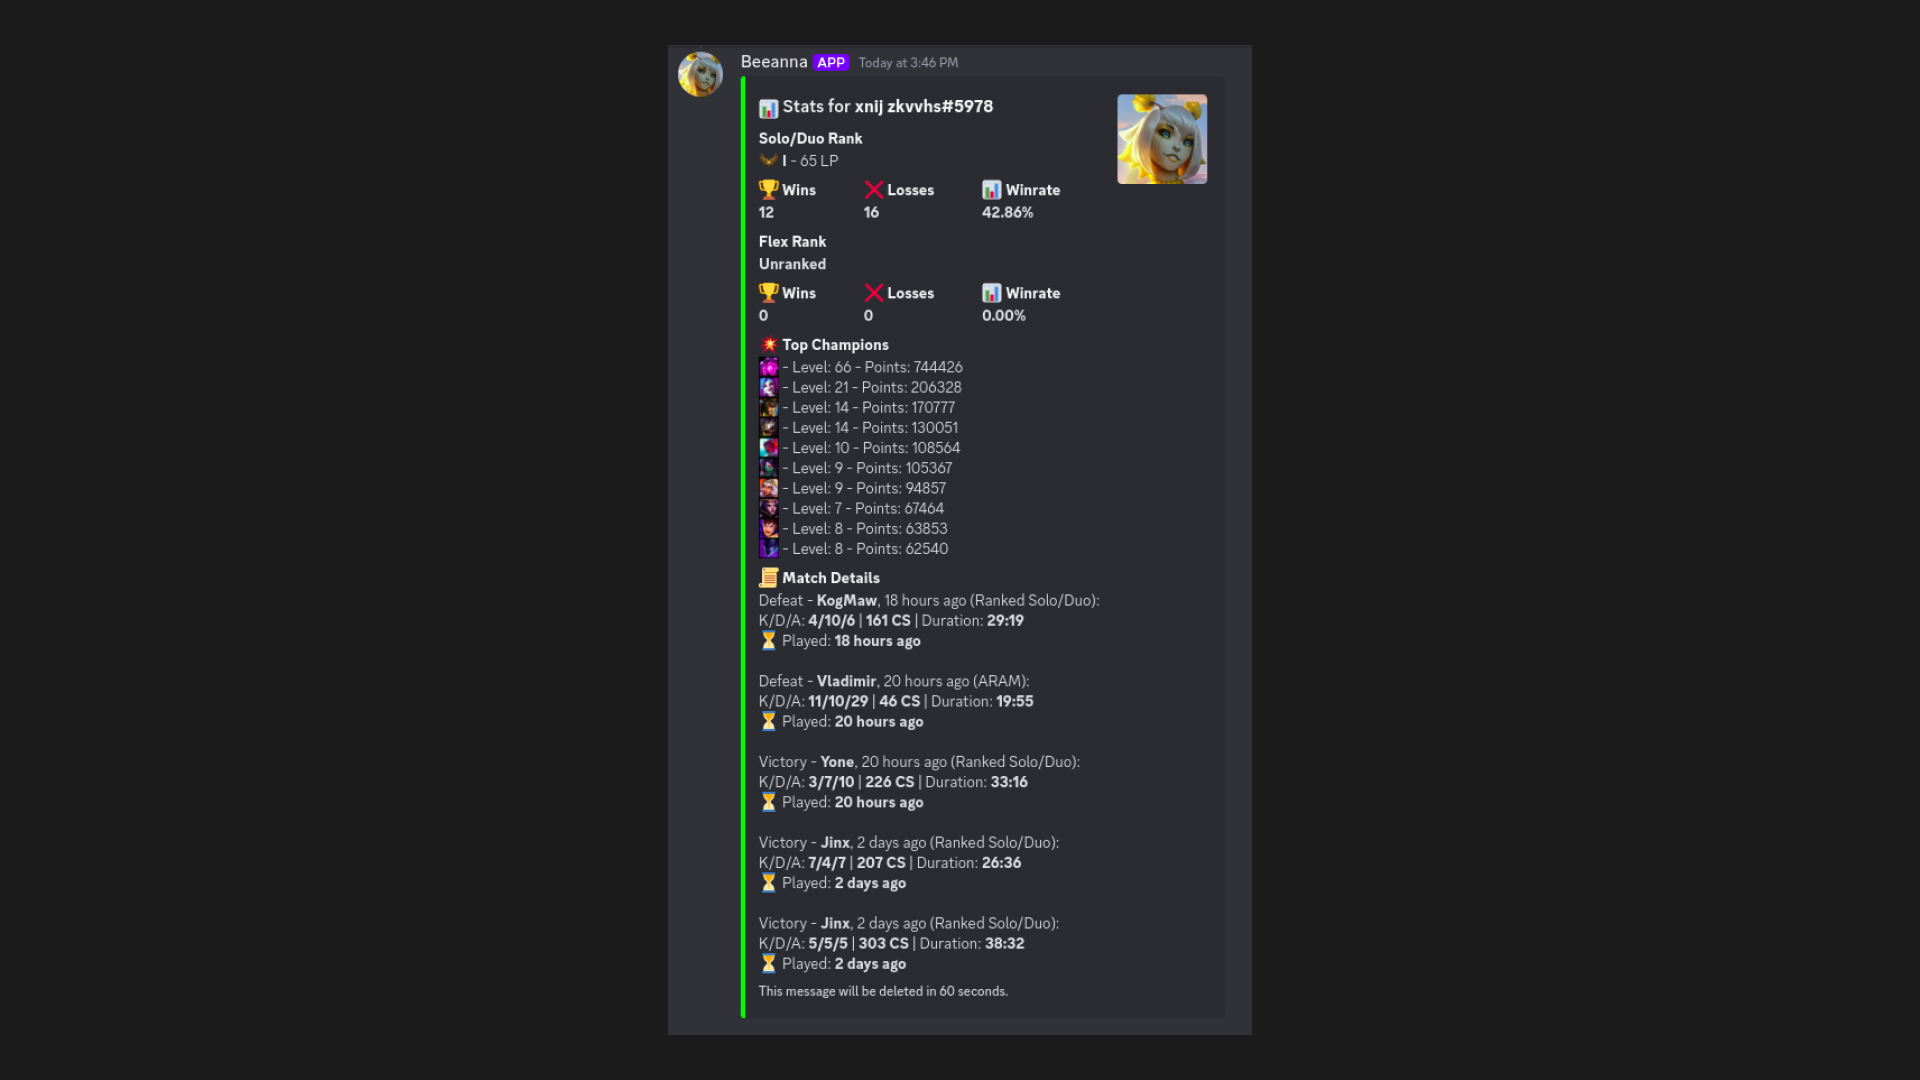 Beeanna APP Today at 3:46 PM
Stats for xnij zkvvhs#5978
Solo/Duo Rank
I - 65 LP
Wins Losses Winrate
12 16 42.86%
Flex Rank
Unranked
Wins Losses Winrate
0 0 0.00%
Top Champions
- Level: 66 - Points: 744426
- Level: 21 - Points: 206328
- Level: 14 - Points: 170777
- Level: 14 - Points: 130051
- Level: 10 - Points: 108564
- Level: 9 - Points: 105367
- Level: 9 - Points: 94857
- Level: 7 - Points: 67464
- Level: 8 - Points: 63853
- Level: 8 - Points: 62540
Match Details
Defeat - KogMaw, 18 hours ago (Ranked Solo/Duo):
K/D/A: 4/10/6 | 161 CS | Duration: 29:19
Played: 18 hours ago
Defeat - Vladimir, 20 hours ago (ARAM):
K/D/A: 11/10/29 | 46 CS | Duration: 19:55
Played: 20 hours ago
Victory - Yone, 20 hours ago (Ranked Solo/Duo):
K/D/A: 3/7/10 | 226 CS | Duration: 33:16
Played: 20 hours ago
Victory - Jinx, 2 days ago (Ranked Solo/Duo):
K/D/A: 7/4/7 | 207 CS | Duration: 26:36
Played: 2 days ago
Victory - Jinx, 2 days ago (Ranked Solo/Duo):
K/D/A: 5/5/5 | 303 CS | Duration: 38:32
Played: 2 days ago
This message will be deleted in 60 seconds.